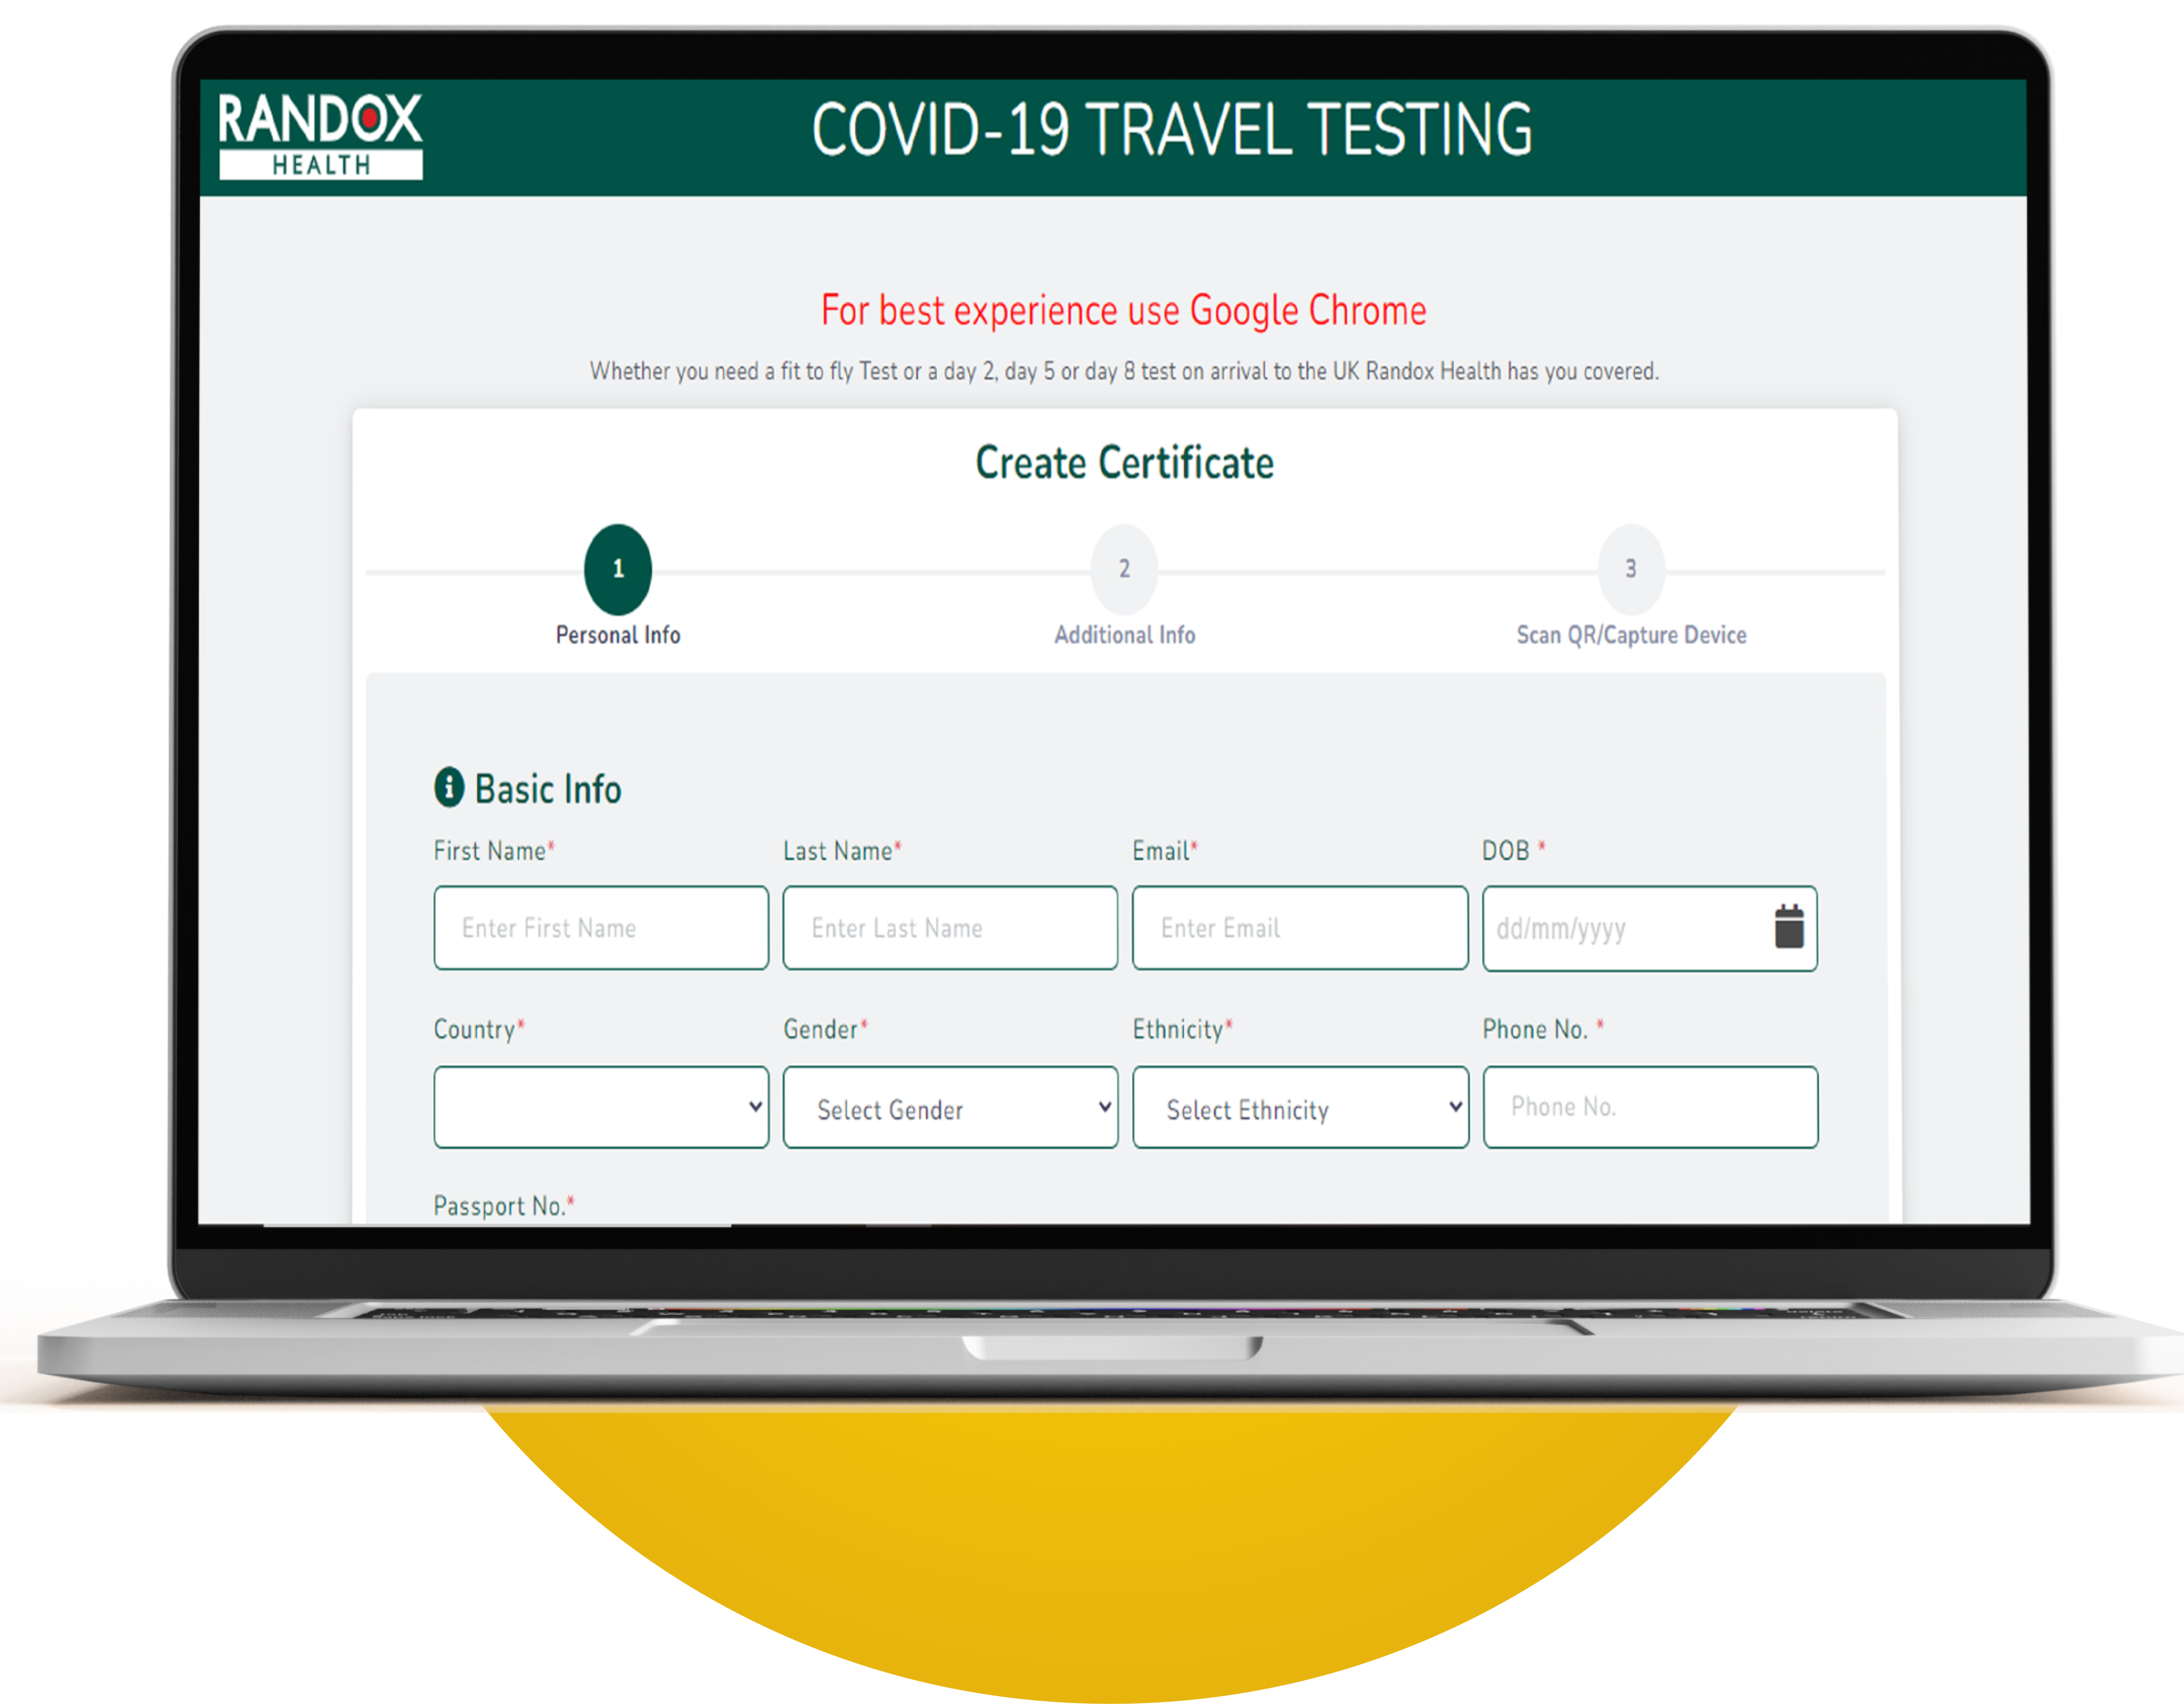 RANDOX
HEALTH
COVID-19 TRAVEL TESTING
For best experience use Google Chrome
Whether you need a fit to fly Test or a day 2, day 5 or day 8 test on arrival to the UK Randox Health has you covered.
Create Certificate
1 2 3
Personal Info Additional Info Scan QR/Capture Device
Basic Info
First Name* Last Name* Email* DOB *
Enter First Name Enter Last Name Enter Email dd/mm/yyyy
Country* Gender* Ethnicity* Phone No. *
Select Gender Select Ethnicity Phone No.
Passport No.*